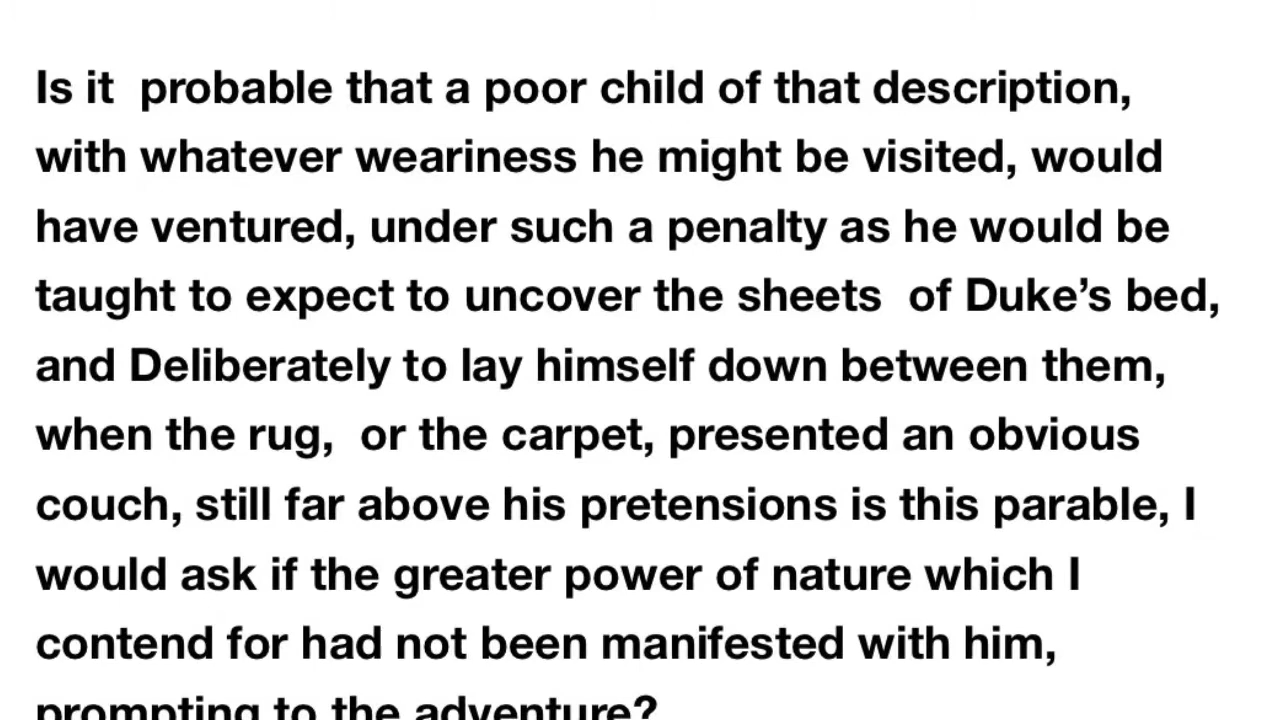 Is it  probable that a poor child of that description,
with whatever weariness he might be visited, would
have ventured, under such a penalty as he would be
taught to expect to uncover the sheets  of Duke’s bed,
and Deliberately to lay himself down between them,
when the rug,  or the carpet, presented an obvious
couch, still far above his pretensions is this parable, I
would ask if the greater power of nature which I
contend for had not been manifested with him,
prompting to the adventure?